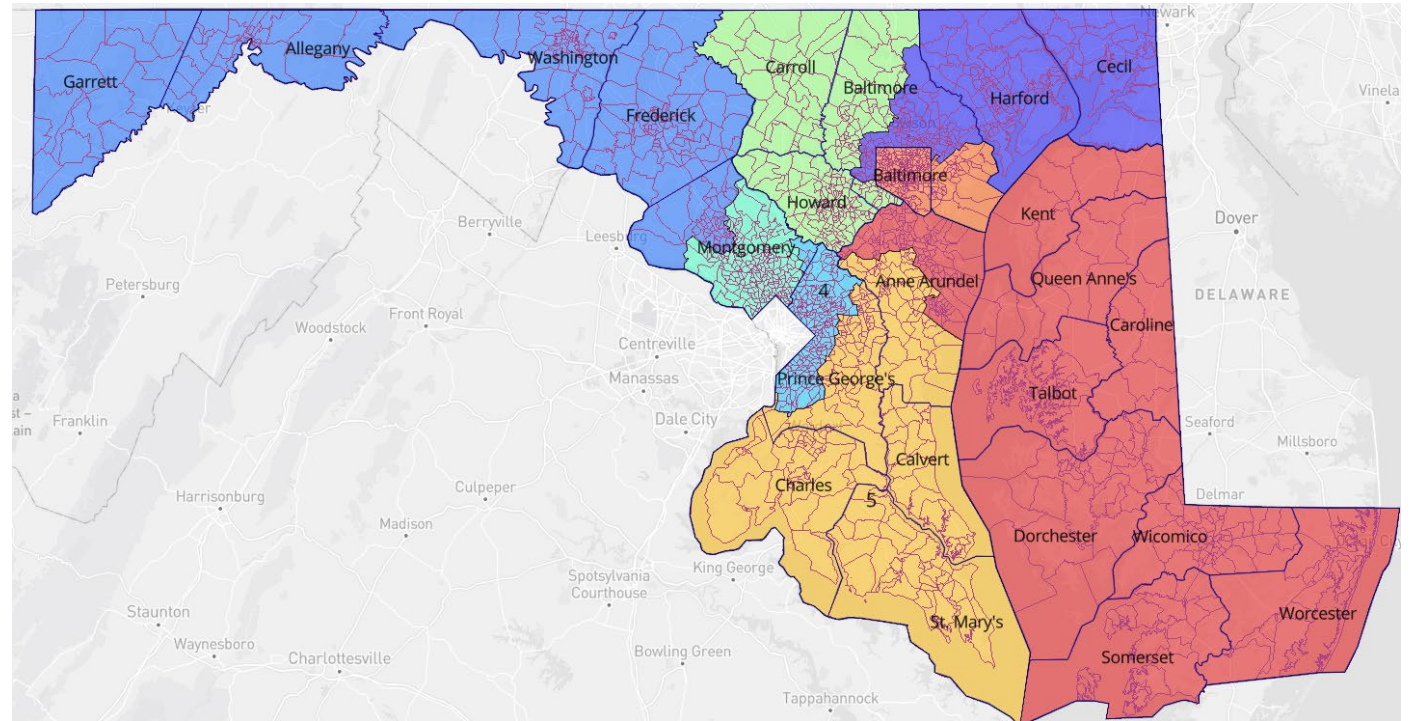 Newark
Allegany
Washington
Carroll
Baltimore
Cecil
Garrett
Harford
Frederick
Baltimore
Howard
Kent
Berryville
Dover
Leesburg
Montgomery
Petersburg
4
Anne Arundel
Queen Anne's
DELAWARE
Woodstock
Front Royal
Caroline
Centreville
Manassas
Prince George's
Talbot
Franklin
Dale City
Seaford
Millsboro
Calvert
Harrisonburg
Culpeper
Charles
5
Delmar
Madison
Dorchester
Wicomico
King George
Spotsylvania
Courthouse
Staunton
St. Mary's
Worcester
Waynesboro
Charlottesville
Bowling Green
Somerset
Tappahannock